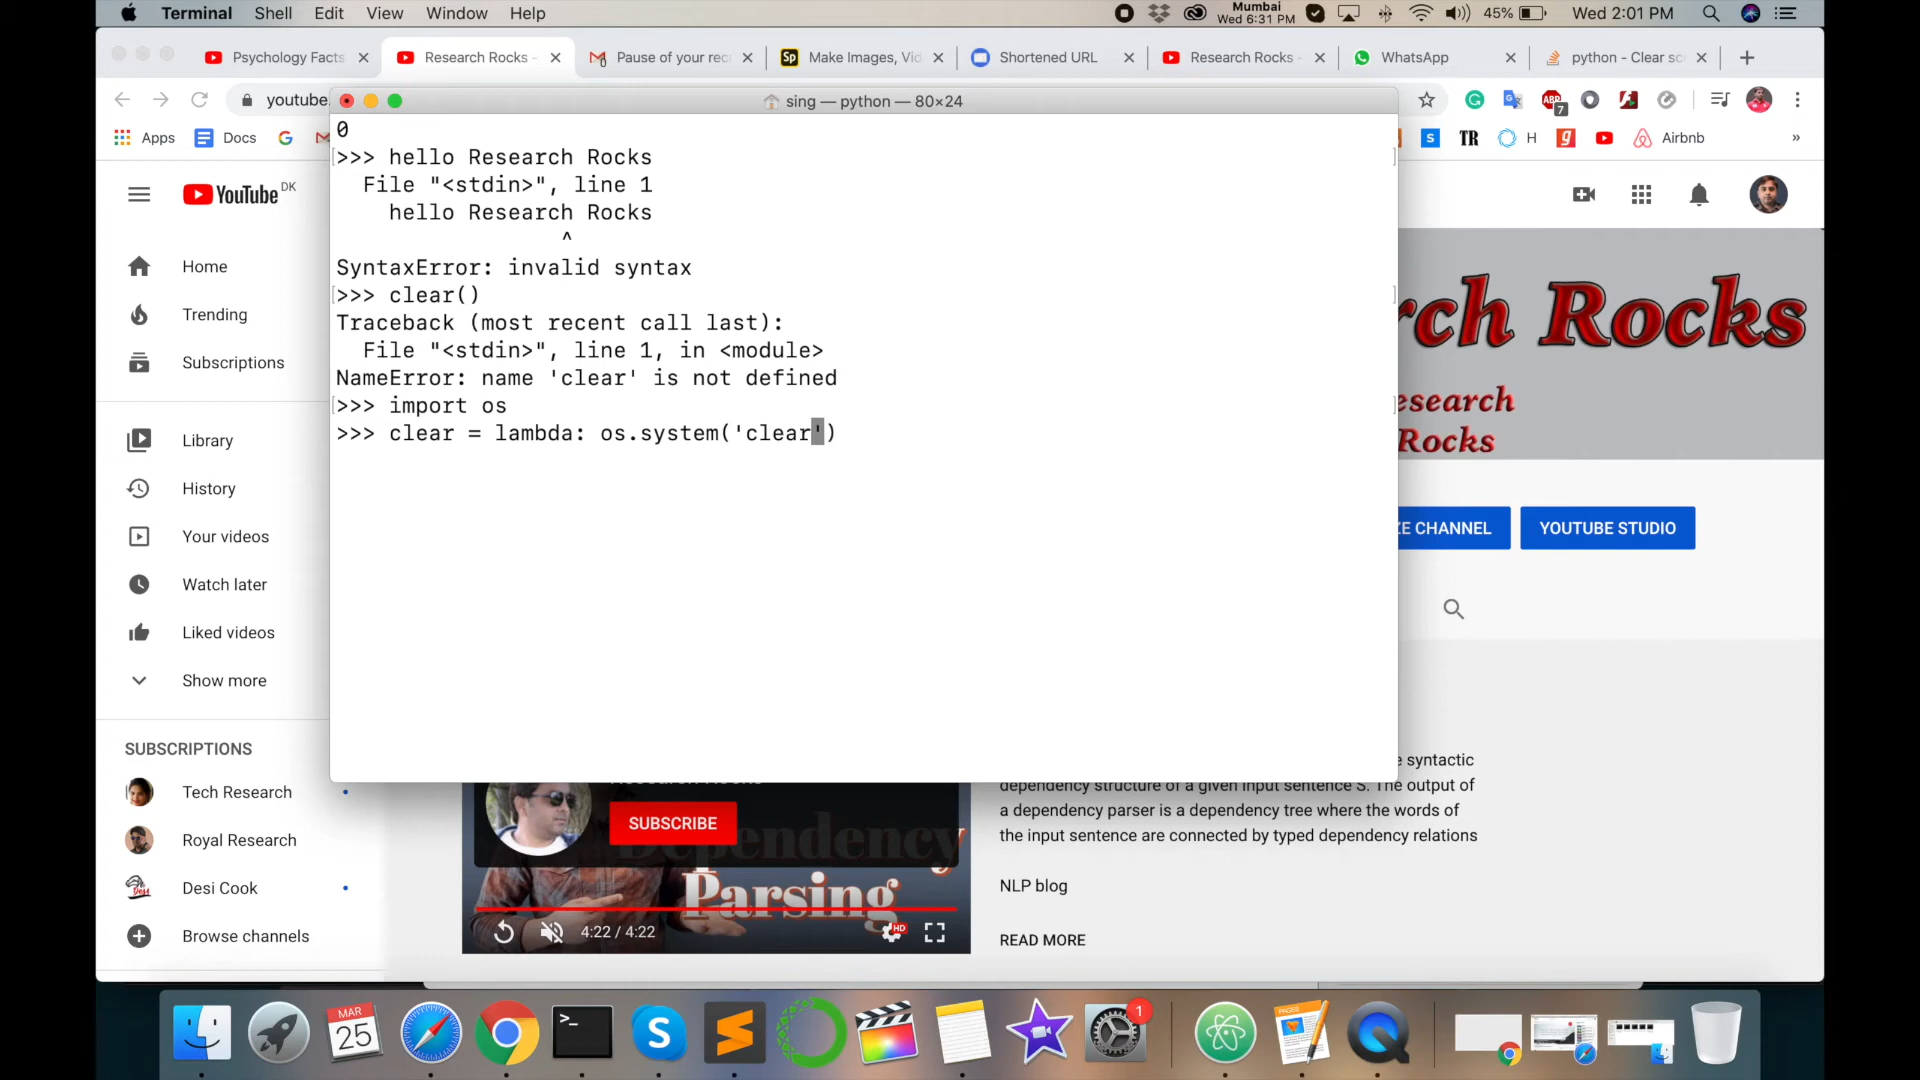 Terminal Shell Edit View Window Help
Mumbai
Wed 6:31 PM
45%
Wed 2:01 PM
Psychology Facts
Research Rocks -
Pause of your rec
Make Images, Vid
Shortened URL
Research Rocks -
WhatsApp
python - Clear sc
youtube.
sing — python — 80×24
ABP
7
Apps
Docs
S
TR
H
Airbnb
»
YouTube DK
Home
Trending
Subscriptions
Library
History
Your videos
Watch later
Liked videos
Show more
SUBSCRIPTIONS
Tech Research
Royal Research
Desi Cook
Browse channels
0
>>> hello Research Rocks
File "<stdin>", line 1
hello Research Rocks
^
SyntaxError: invalid syntax
>>> clear()
Traceback (most recent call last):
File "<stdin>", line 1, in <module>
NameError: name 'clear' is not defined
>>> import os
>>> clear = lambda: os.system('clear')
rch Rocks
esearch
Rocks
ZE CHANNEL
YOUTUBE STUDIO
SUBSCRIBE
Dependency
Parsing
4:22 / 4:22
HD
e syntactic
dependency structure of a given input sentence S. The output of
a dependency parser is a dependency tree where the words of
the input sentence are connected by typed dependency relations
NLP blog
READ MORE
MAR
25
>_
S
1
PAGES